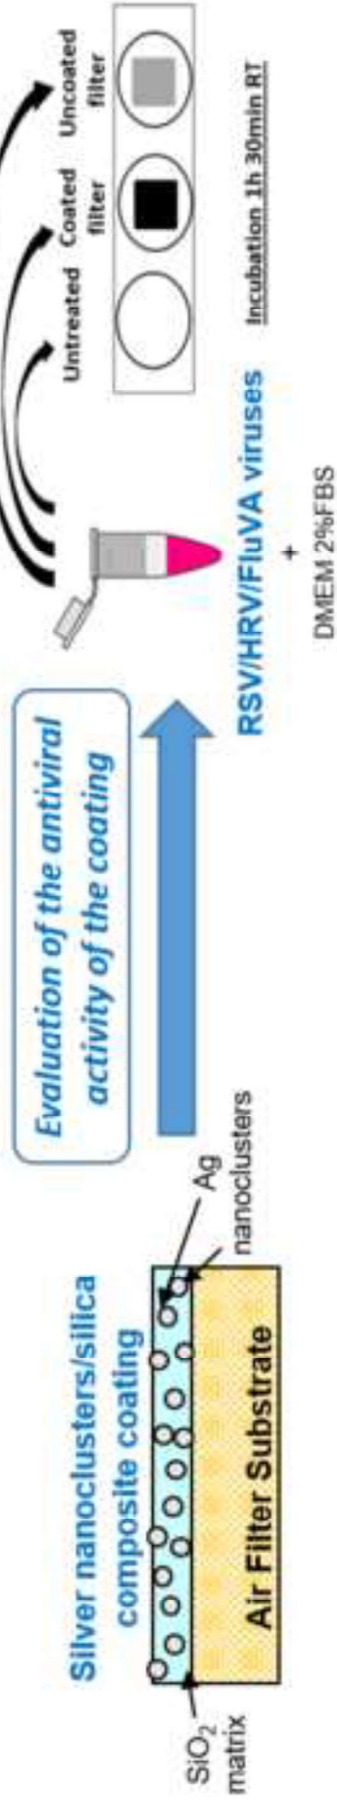 Silver nanoclusters/silica
composite coating
SiO2
matrix
Ag
nanoclusters
Air Filter Substrate
Evaluation of the antiviral
activity of the coating
RSV/HRV/FluVA viruses
+
DMEM 2%FBS
Untreated
Coated
filter
Uncoated
filter
Incubation 1h 30min RT